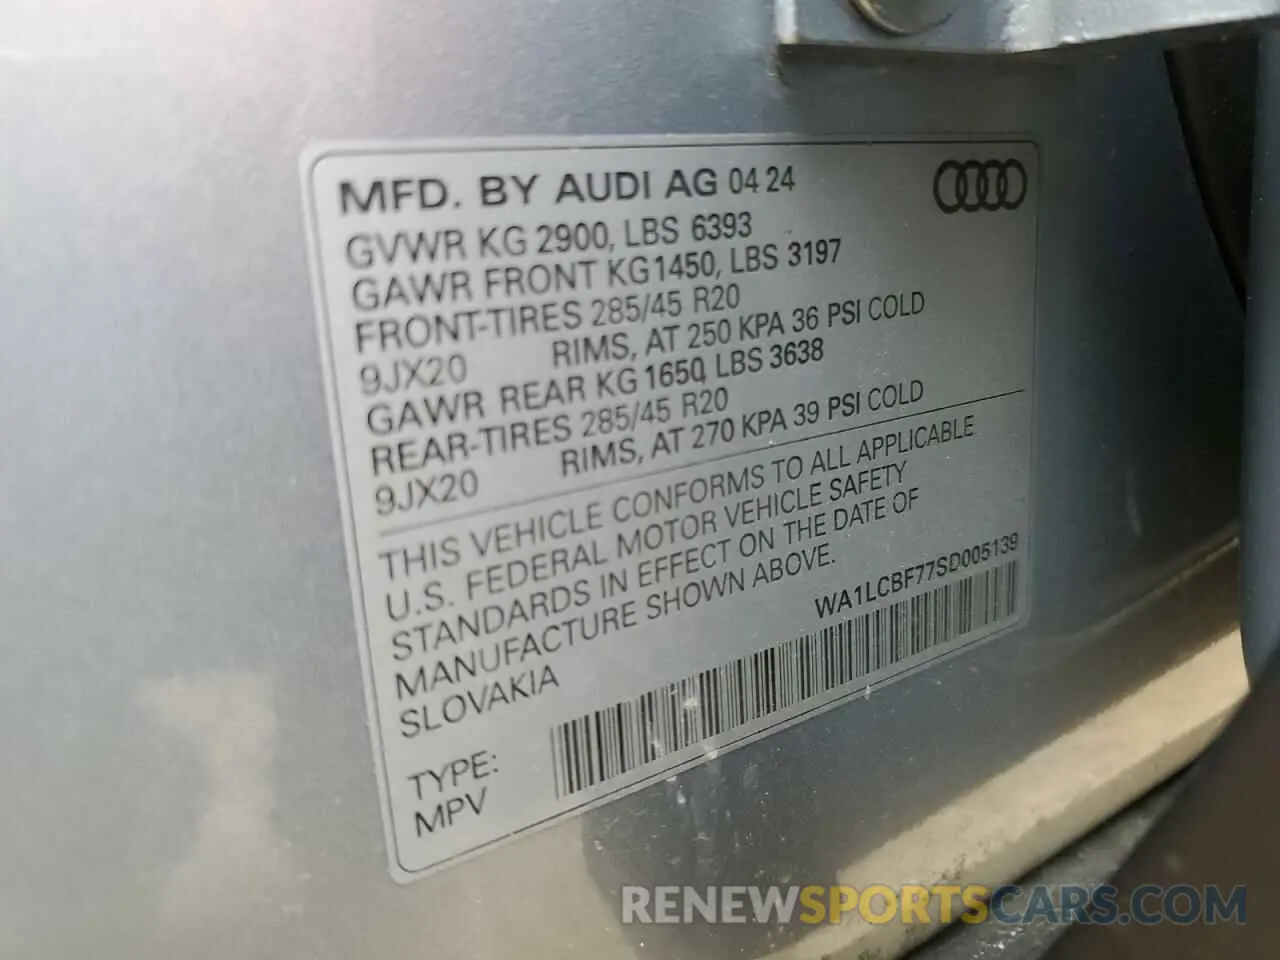 MFD. BY AUDI AG 04 24
GVWR KG 2900, LBS 6393
GAWR FRONT KG1450, LBS 3197
FRONT-TIRES 285/45 R20
9JX20 RIMS, AT 250 KPA 36 PSI COLD
GAWR REAR KG 1650, LBS 3638
REAR-TIRES 285/45 R20
9JX20 RIMS, AT 270 KPA 39 PSI COLD
THIS VEHICLE CONFORMS TO ALL APPLICABLE
U.S. FEDERAL MOTOR VEHICLE SAFETY
STANDARDS IN EFFECT ON THE DATE OF
MANUFACTURE SHOWN ABOVE.
SLOVAKIA
WA1LCBF77SD005139
TYPE:
MPV
RENEWSPORTSCARS.COM